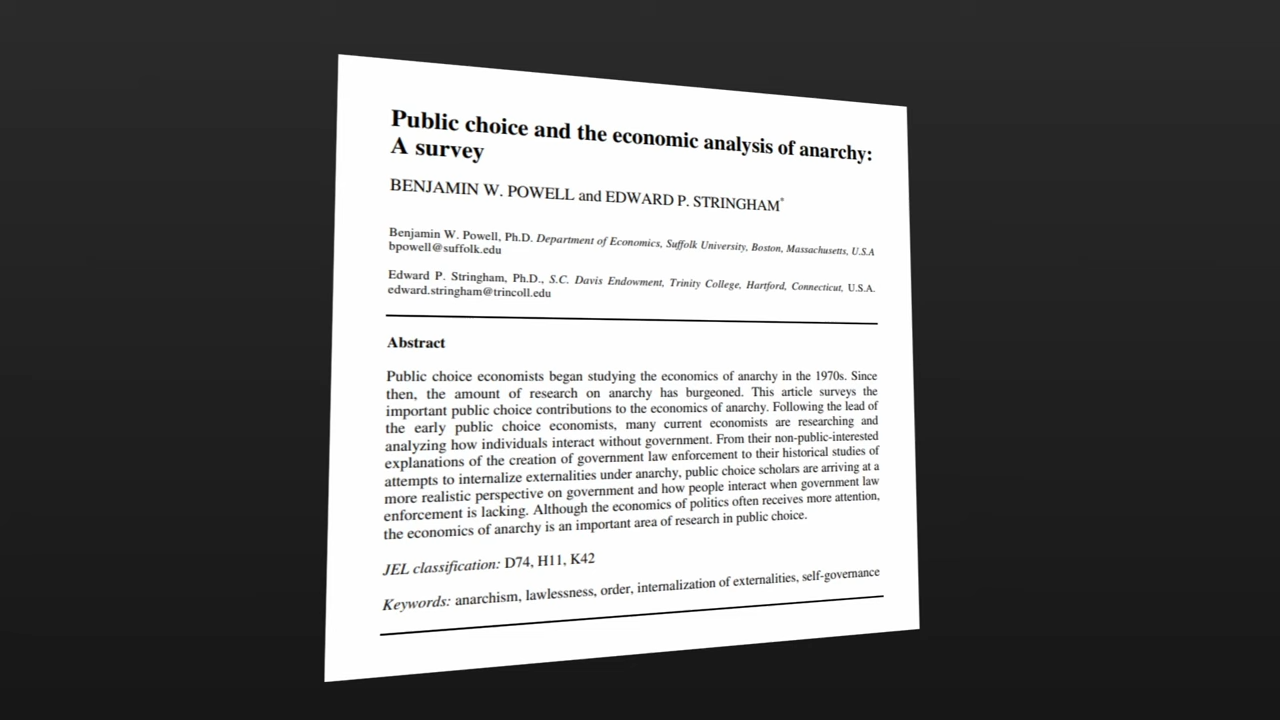 Public choice and the economic analysis of anarchy:
A survey
BENJAMIN W. POWELL and EDWARD P. STRINGHAM*
Benjamin W. Powell, Ph.D. Department of Economics, Suffolk University, Boston, Massachusetts, U.S.A
bpowell@suffolk.edu
Edward P. Stringham, Ph.D., S.C. Davis Endowment, Trinity College, Hartford, Connecticut, U.S.A.
edward.stringham@trincoll.edu
Abstract
Public choice economists began studying the economics of anarchy in the 1970s. Since
then, the amount of research on anarchy has burgeoned. This article surveys the
important public choice contributions to the economics of anarchy. Following the lead of
the early public choice economists, many current economists are researching and
analyzing how individuals interact without government. From their non-public-interested
explanations of the creation of government law enforcement to their historical studies of
attempts to internalize externalities under anarchy, public choice scholars are arriving at a
more realistic perspective on government and how people interact when government law
enforcement is lacking. Although the economics of politics often receives more attention,
the economics of anarchy is an important area of research in public choice.
JEL classification: D74, H11, K42
Keywords: anarchism, lawlessness, order, internalization of externalities, self-governance